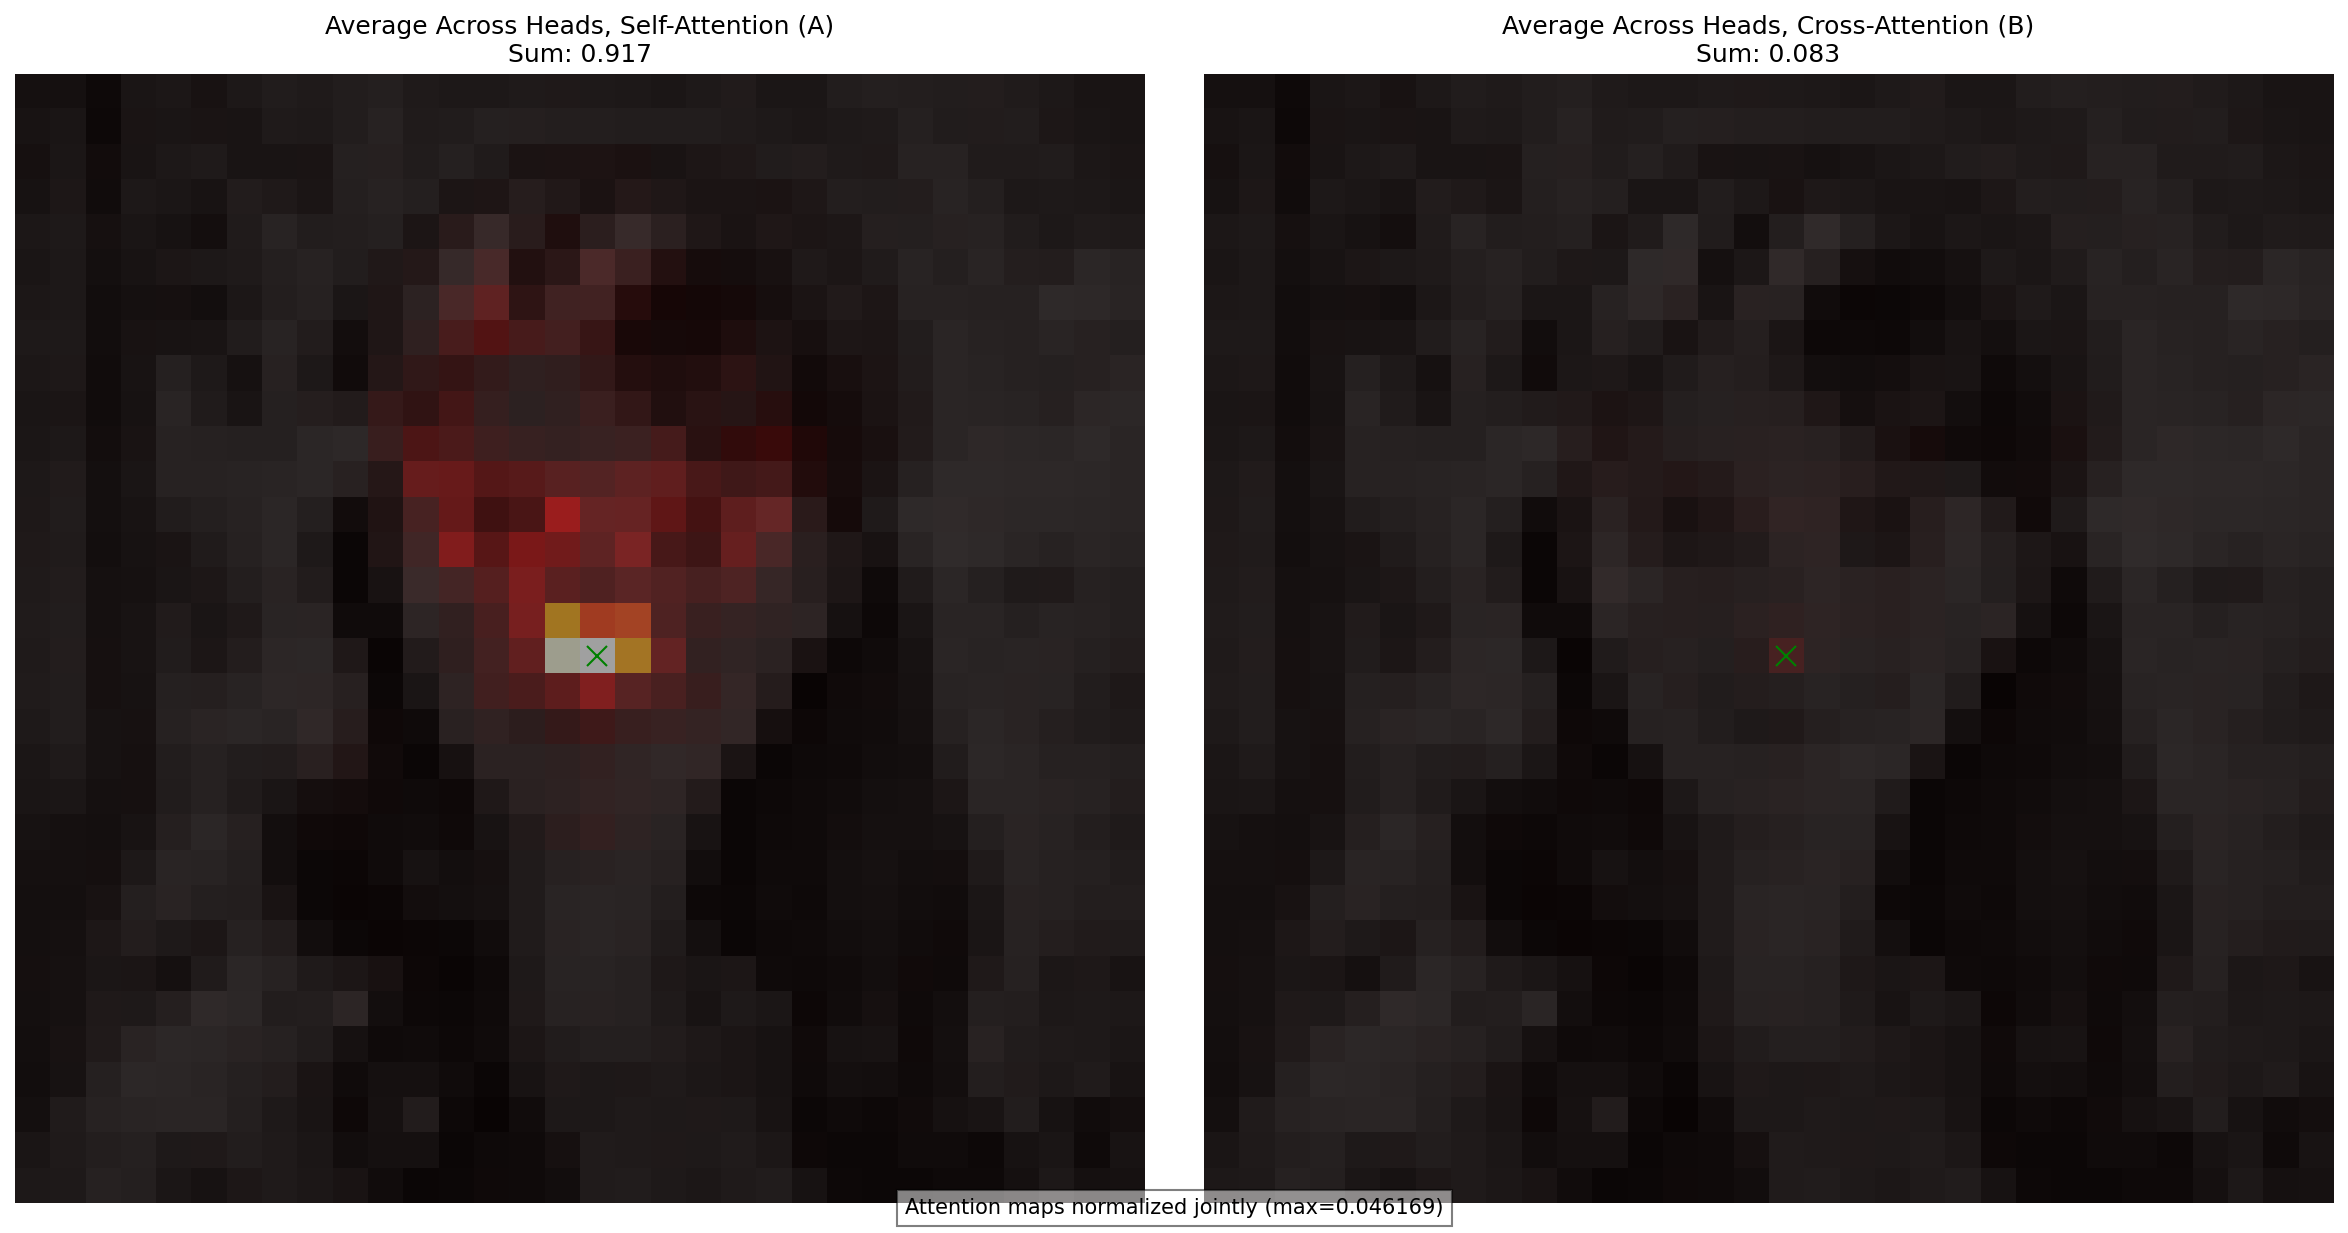 Average Across Heads, Self-Attention (A)
Sum: 0.917
Average Across Heads, Cross-Attention (B)
Sum: 0.083
Attention maps normalized jointly (max=0.046169)